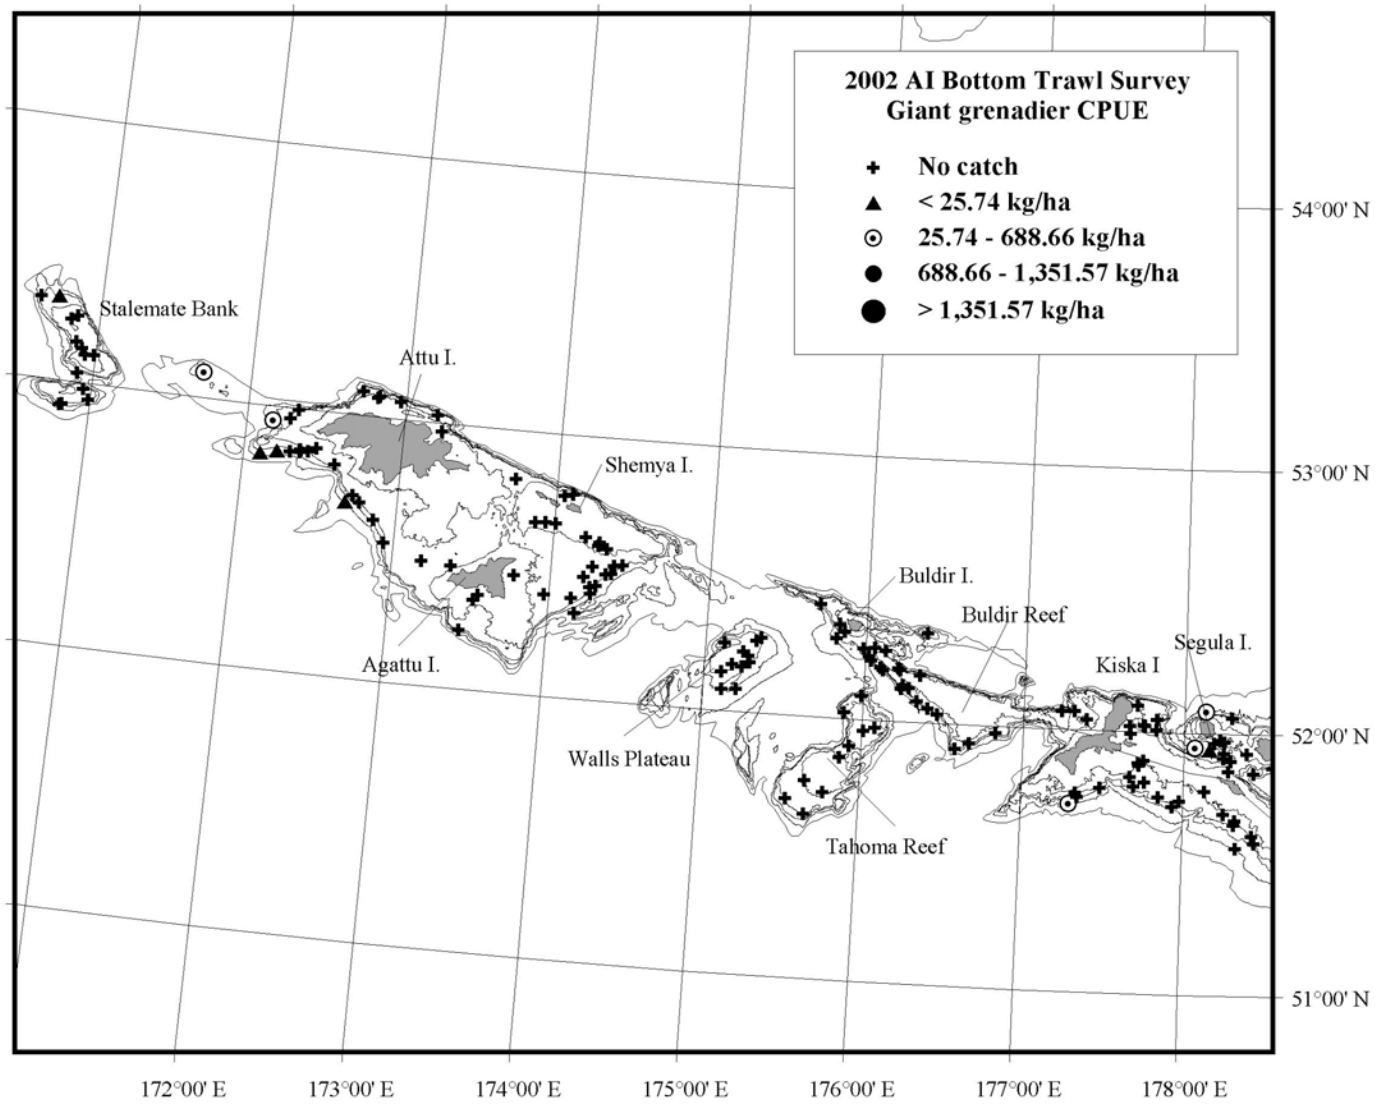 2002 AI Bottom Trawl Survey
Giant grenadier CPUE
No catch
< 25.74 kg/ha
25.74 - 688.66 kg/ha
688.66 - 1,351.57 kg/ha
> 1,351.57 kg/ha
54°00' N
Stalemate Bank
Attu I.
Shemya I.
53°00' N
Buldir I.
Buldir Reef
Segula I.
Agattu I.
Kiska I
52°00' N
Walls Plateau
Tahoma Reef
51°00' N
172°00' E
173°00' E
174°00' E
175°00' E
176°00' E
177°00' E
178°00' E